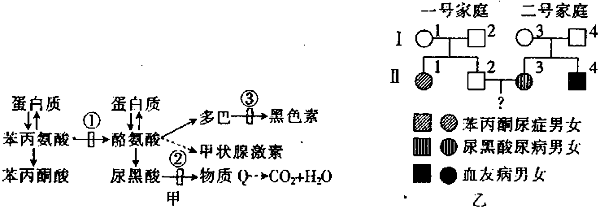 蛋白质 蛋白质
① ③
苯丙氨酸 酪氨酸 多巴 黑色素
甲状腺激素
②
苯丙酮酸 尿黑酸 物质 Q CO₂+H₂O
甲
一号家庭 二号家庭
Ⅰ 1 2 3 4
Ⅱ 1 2 3 4
?
苯丙酮尿症男女
尿黑酸尿病男女
血友病男女
乙